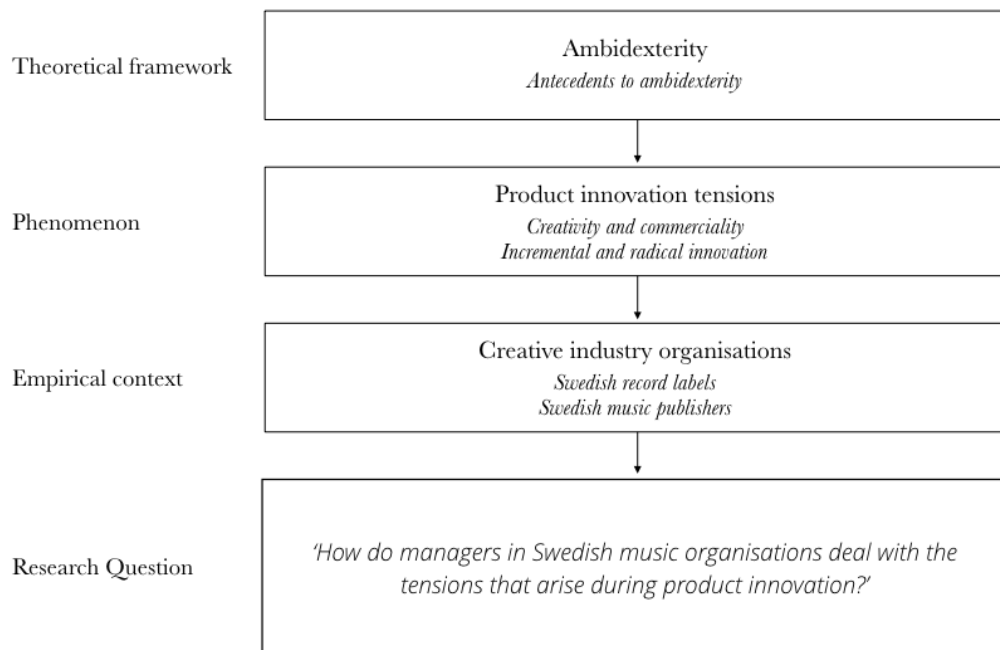 Theoretical framework
Ambidexterity
Antecedents to ambidexterity
Phenomenon
Product innovation tensions
Creativity and commerciality
Incremental and radical innovation
Empirical context
Creative industry organisations
Swedish record labels
Swedish music publishers
Research Question
‘How do managers in Swedish music organisations deal with the
tensions that arise during product innovation?’